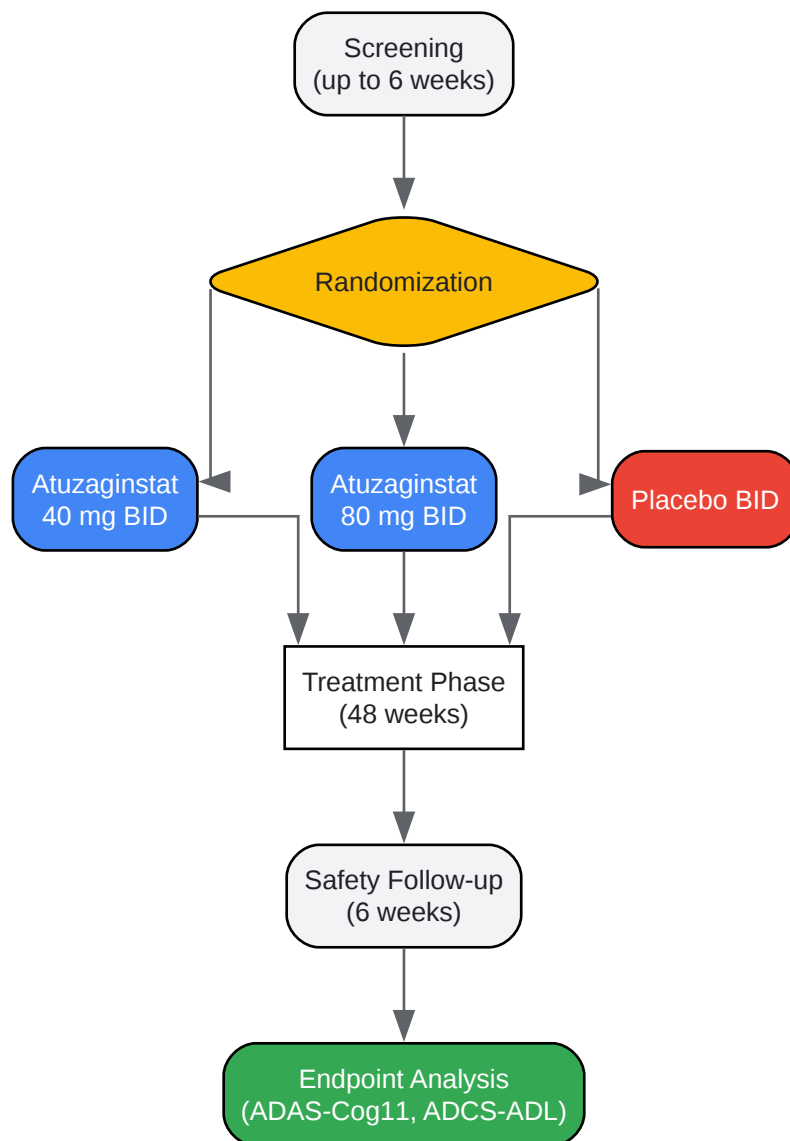 Screening
(up to 6 weeks)
Randomization
Atuzaginstat
40 mg BID
Atuzaginstat
80 mg BID
Placebo BID
Treatment Phase
(48 weeks)
Safety Follow-up
(6 weeks)
Endpoint Analysis
(ADAS-Cog11, ADCS-ADL)